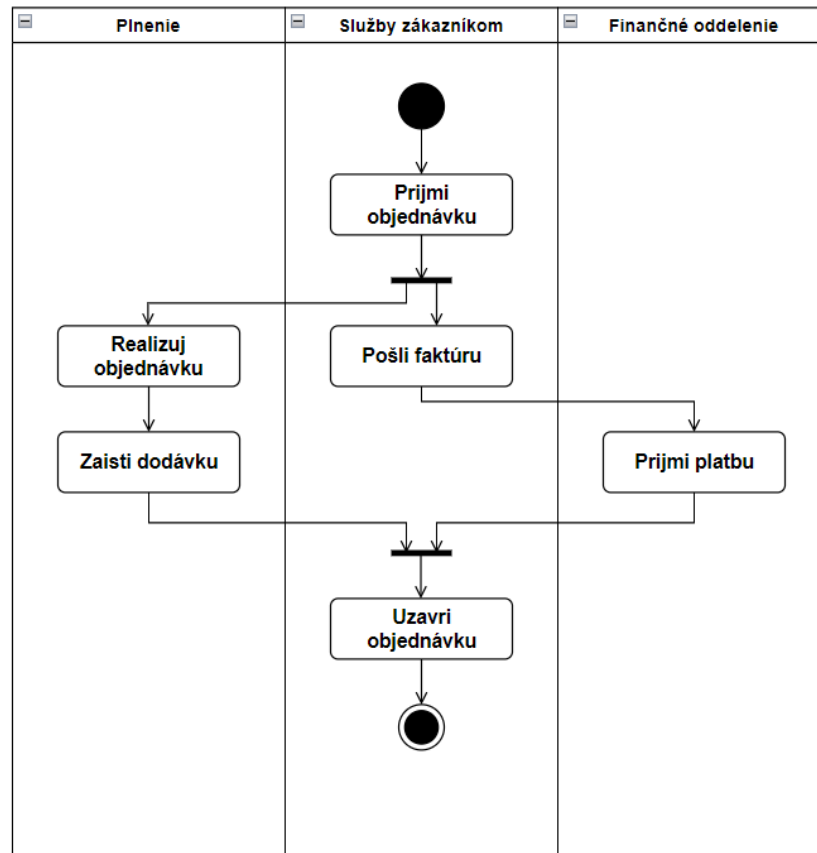 Plnenie
Služby zákazníkom
Finančné oddelenie
Prijmi
objednávku
Realizuj
objednávku
Pošli faktúru
Zaisti dodávku
Prijmi platbu
Uzavri
objednávku